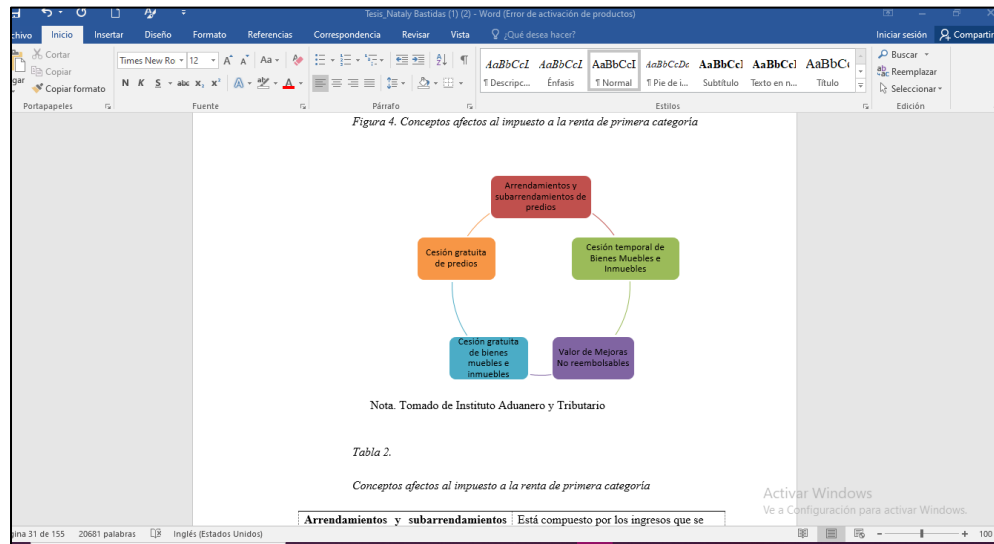 Tesis_Nataly Bastidas (1) (2) - Word (Error de activación de productos)
chivo Inicio Insertar Diseño Formato Referencias Correspondencia Revisar Vista ¿Qué desea hacer? Iniciar sesión Compartir
Cortar
Copiar
gar
Copiar formato
Portapapeles
Times New Ro 12 A A Aa
N K S abc x, x² A A
Fuente
Párrafo
AaBbCcL AaBbCcL AaBbCcI AaBbCcDc AaBbCcl AaBbCcl AaBbCc
¶ Descripc... Énfasis ¶ Normal ¶ Pie de i... Subtítulo Texto en n... Título
Estilos
Buscar
Reemplazar
Seleccionar
Edición
Figura 4. Conceptos afectos al impuesto a la renta de primera categoría
Arrendamientos y
subarrendamientos de
predios
Cesión gratuita
de predios
Cesión temporal de
Bienes Muebles e
Inmuebles
Cesión gratuita
de bienes
muebles e
inmuebles
Valor de Mejoras
No reembolsables
Nota. Tomado de Instituto Aduanero y Tributario
Tabla 2.
Conceptos afectos al impuesto a la renta de primera categoría
Arrendamientos y subarrendamientos Está compuesto por los ingresos que se
Activar Windows
Ve a Configuración para activar Windows.
gina 31 de 155 20681 palabras Inglés (Estados Unidos) - + 100